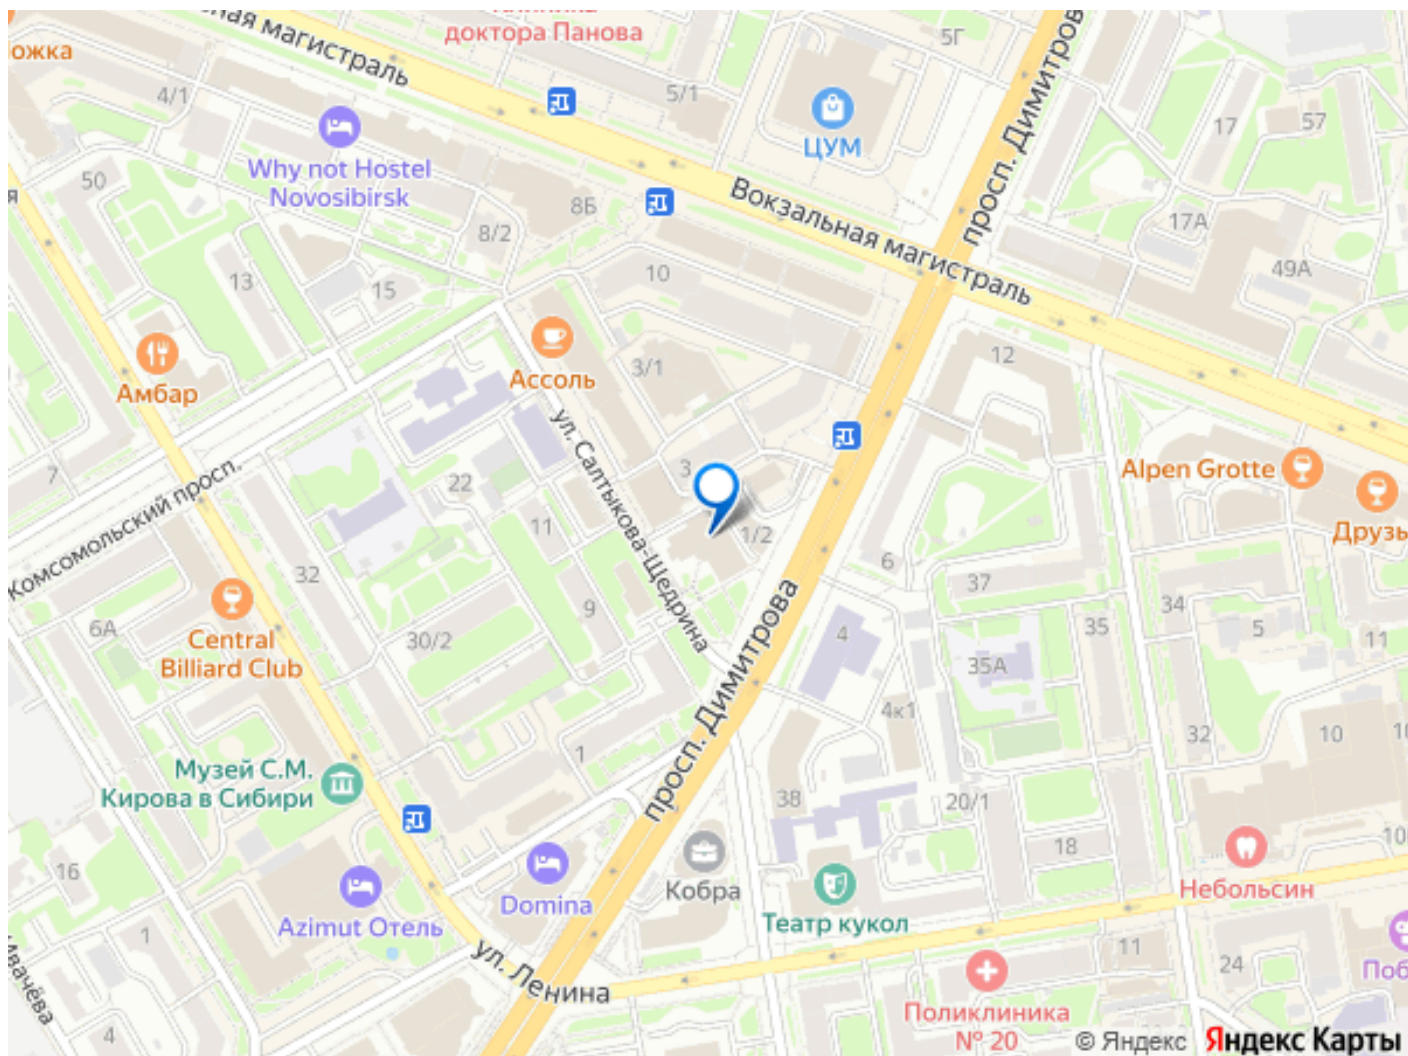 доктора Панова
ложка
магистраль
5Г
просп. Димитров
4/1
5/1
ЦУМ
17
57
Why not Hostel
Novosibirsk
50
8Б
Вокзальная магистраль
17А
я
8/2
13
15
10
49А
Ассоль
3/1
12
Амбар
ул. Салтыкова-Щедрина
7
Комсомольский просп.
22
3
Alpen Grotte
Друзь
11
1/2
6
32
37
34
9
6А
Central
Billiard Club
30/2
4
35
5
11
35А
просп. Димитрова
4к1
32
10
1
Музей С.М.
Кирова в Сибири
38
20/1
18
10
16
Domina
Кобра
Небольсин
Azimut Отель
Театр кукол
1
ул. Ленина
11
24
Поб
ивачёва
4
Поликлиника
№ 20
© Яндекс Яндекс Карты